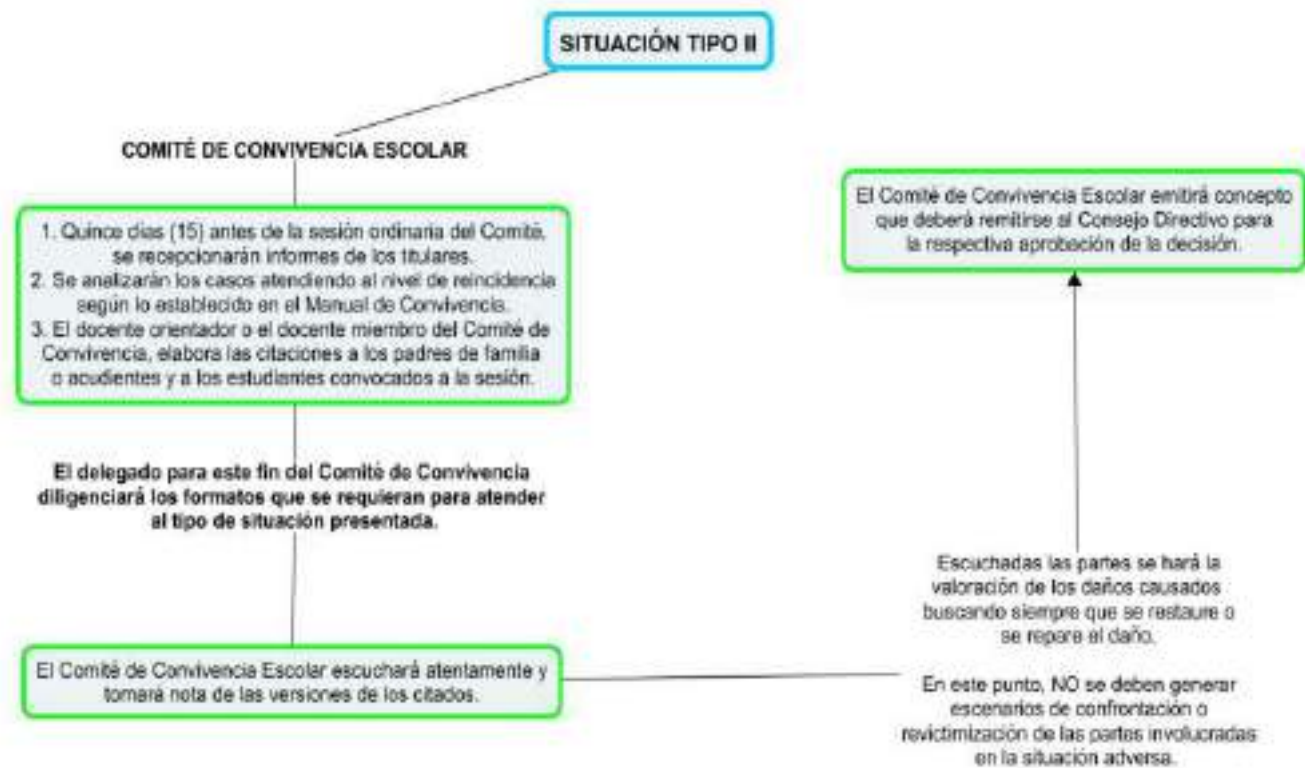 SITUACIÓN TIPO II
COMITÉ DE CONVIVENCIA ESCOLAR
1. Quince días (15) antes de la sesión ordinaria del Comité,
se recepcionarán informes de los titulares.
2. Se analizarán los casos atendiendo al nivel de reincidencia
según lo establecido en el Manual de Convivencia.
3. El docente orientador o el docente miembro del Comité de
Convivencia, elabora las citaciones a los padres de familia
o acudientes y a los estudiantes convocados a la sesión.
El delegado para este fin del Comité de Convivencia
diligenciará los formatos que se requieran para atender
al tipo de situación presentada.
El Comité de Convivencia Escolar escuchará atentamente y
tomará nota de las versiones de los citados.
En este punto, NO se deben generar
escenarios de confrontación o
revictimización de las partes involucradas
en la situación adversa.
Escuchadas las partes se hará la
valoración de los daños causados
buscando siempre que se restaure o
se repare el daño.
El Comité de Convivencia Escolar emitirá concepto
que deberá remitirse al Consejo Directivo para
la respectiva aprobación de la decisión.